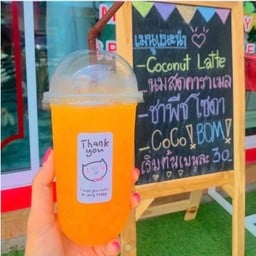 เมนูแนะนำ
-Coconut Latte
นมสดคาราเมล
-ชาพีช โซดา
-CoCo! BOM!
เริ่มต้นเมนูละ 30.-
Thank
you